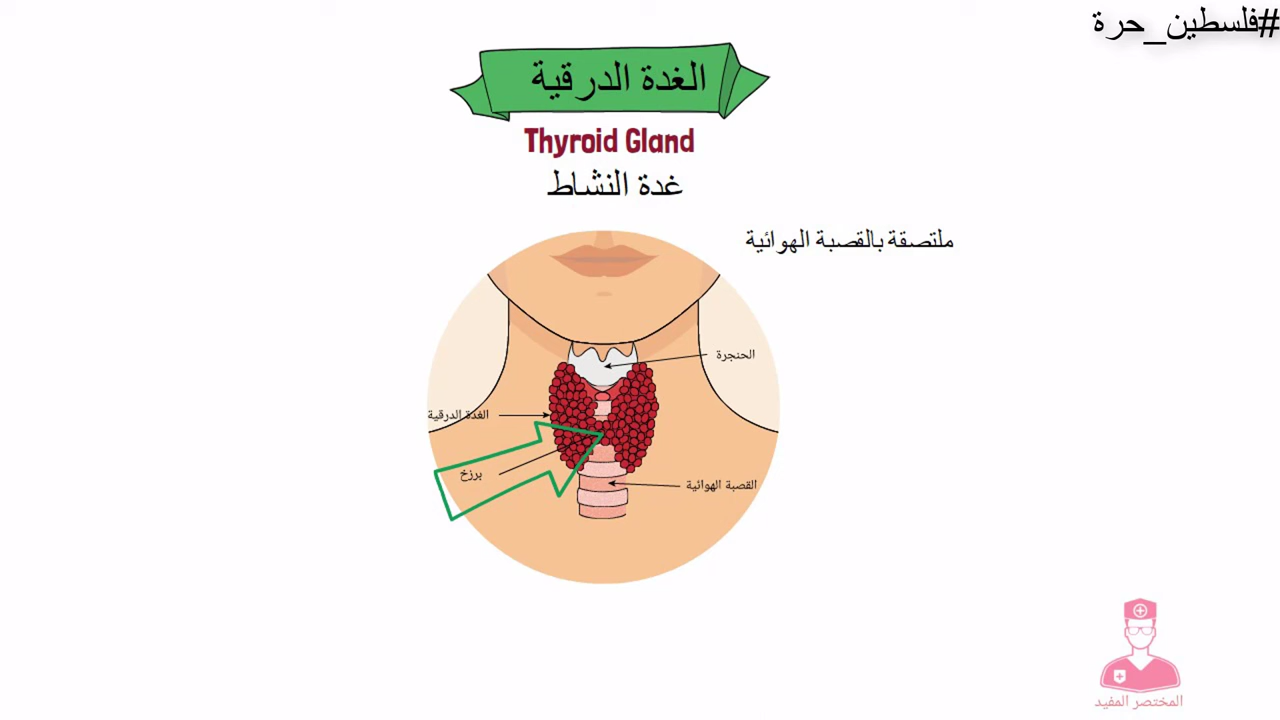 #فلسطين_حرة
الغدة الدرقية
Thyroid Gland
غدة النشاط
ملتصقة بالقصبة الهوائية
الحنجرة
الغدة الدرقية
برزخ
القصبة الهوائية
المختصر المفيد